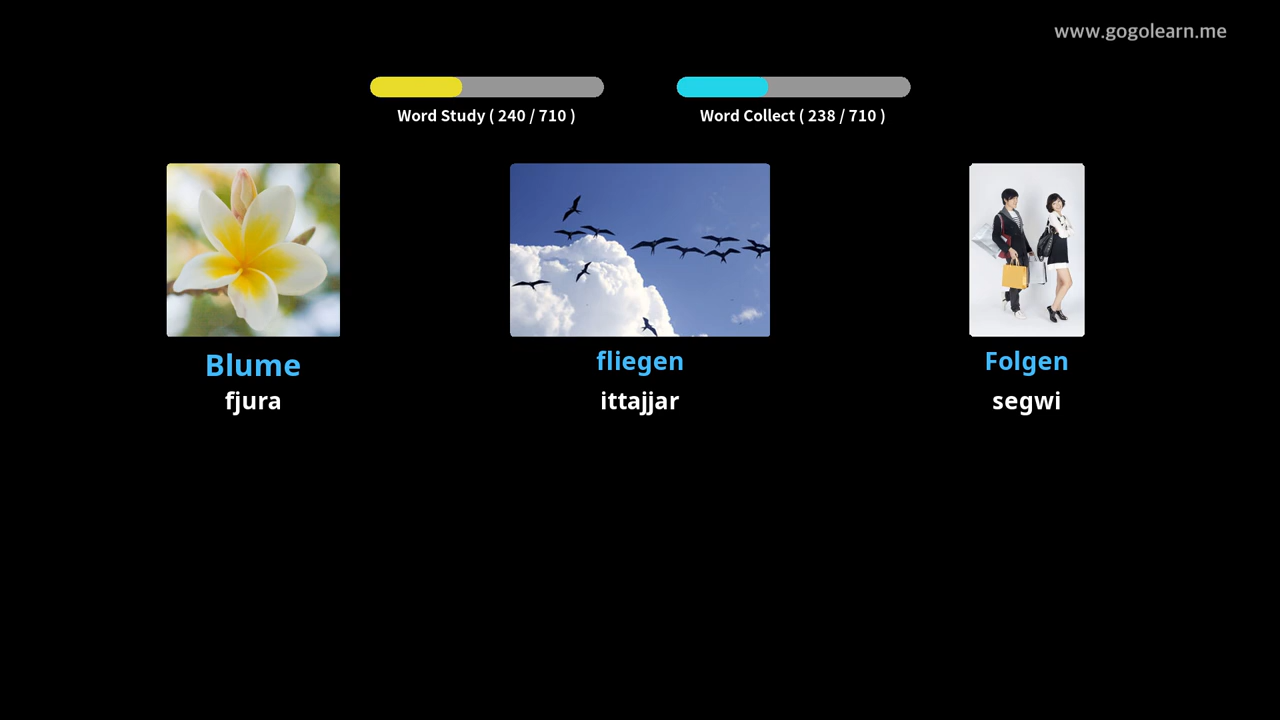 www.gogolearn.me
Word Study ( 240 / 710 )
Word Collect ( 238 / 710 )
Blume
fliegen
Folgen
fjura
ittajjar
segwi